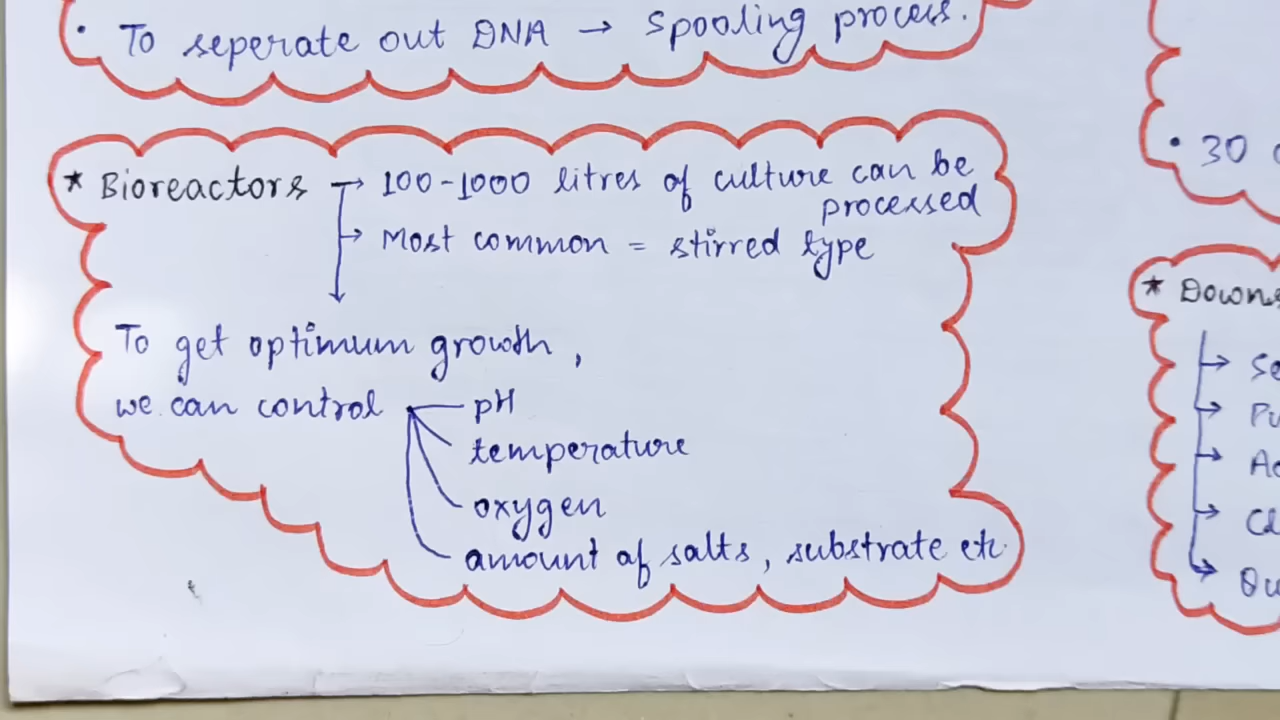 • To seperate out DNA → spooling process.
★ Bioreactors → 100-1000 litres of culture can be
processed
→ Most common = stirred type
To get optimum growth,
we can control pH
temperature
oxygen
amount of salts, substrate etc
• 30
★ Downs